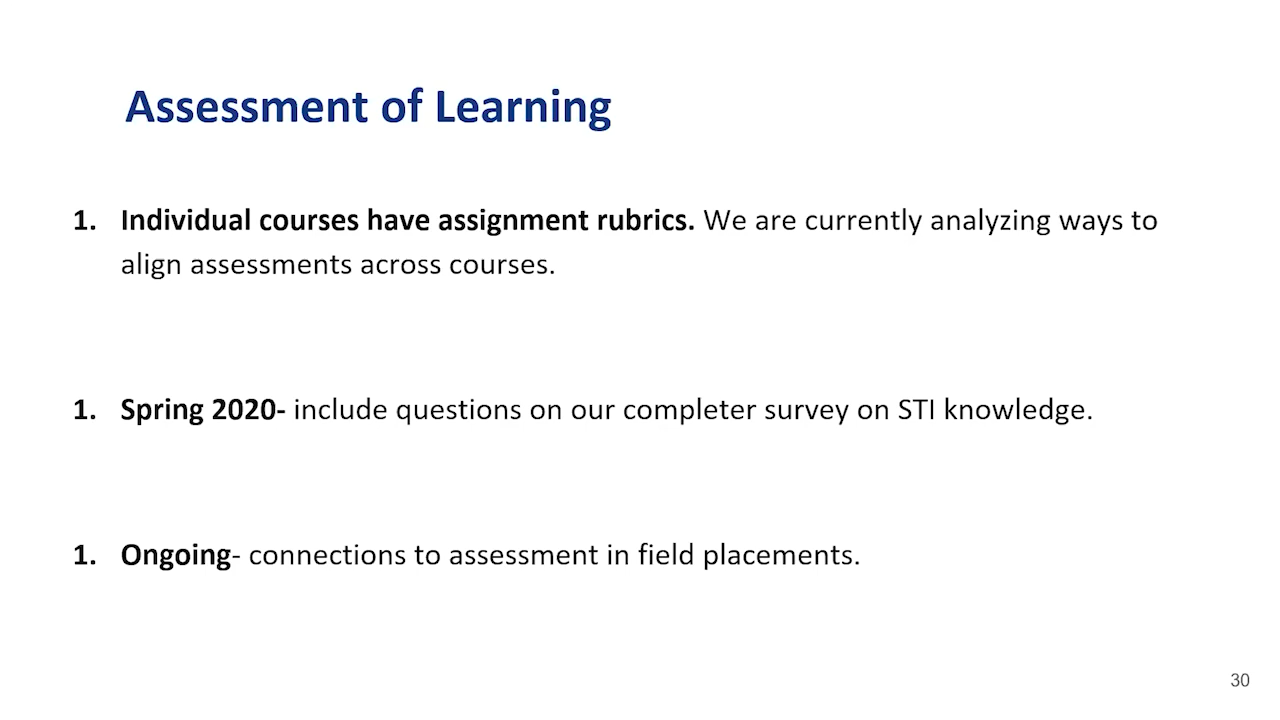 Assessment of Learning
1. Individual courses have assignment rubrics. We are currently analyzing ways to
align assessments across courses.
1. Spring 2020- include questions on our completer survey on STI knowledge.
1. Ongoing- connections to assessment in field placements.
30